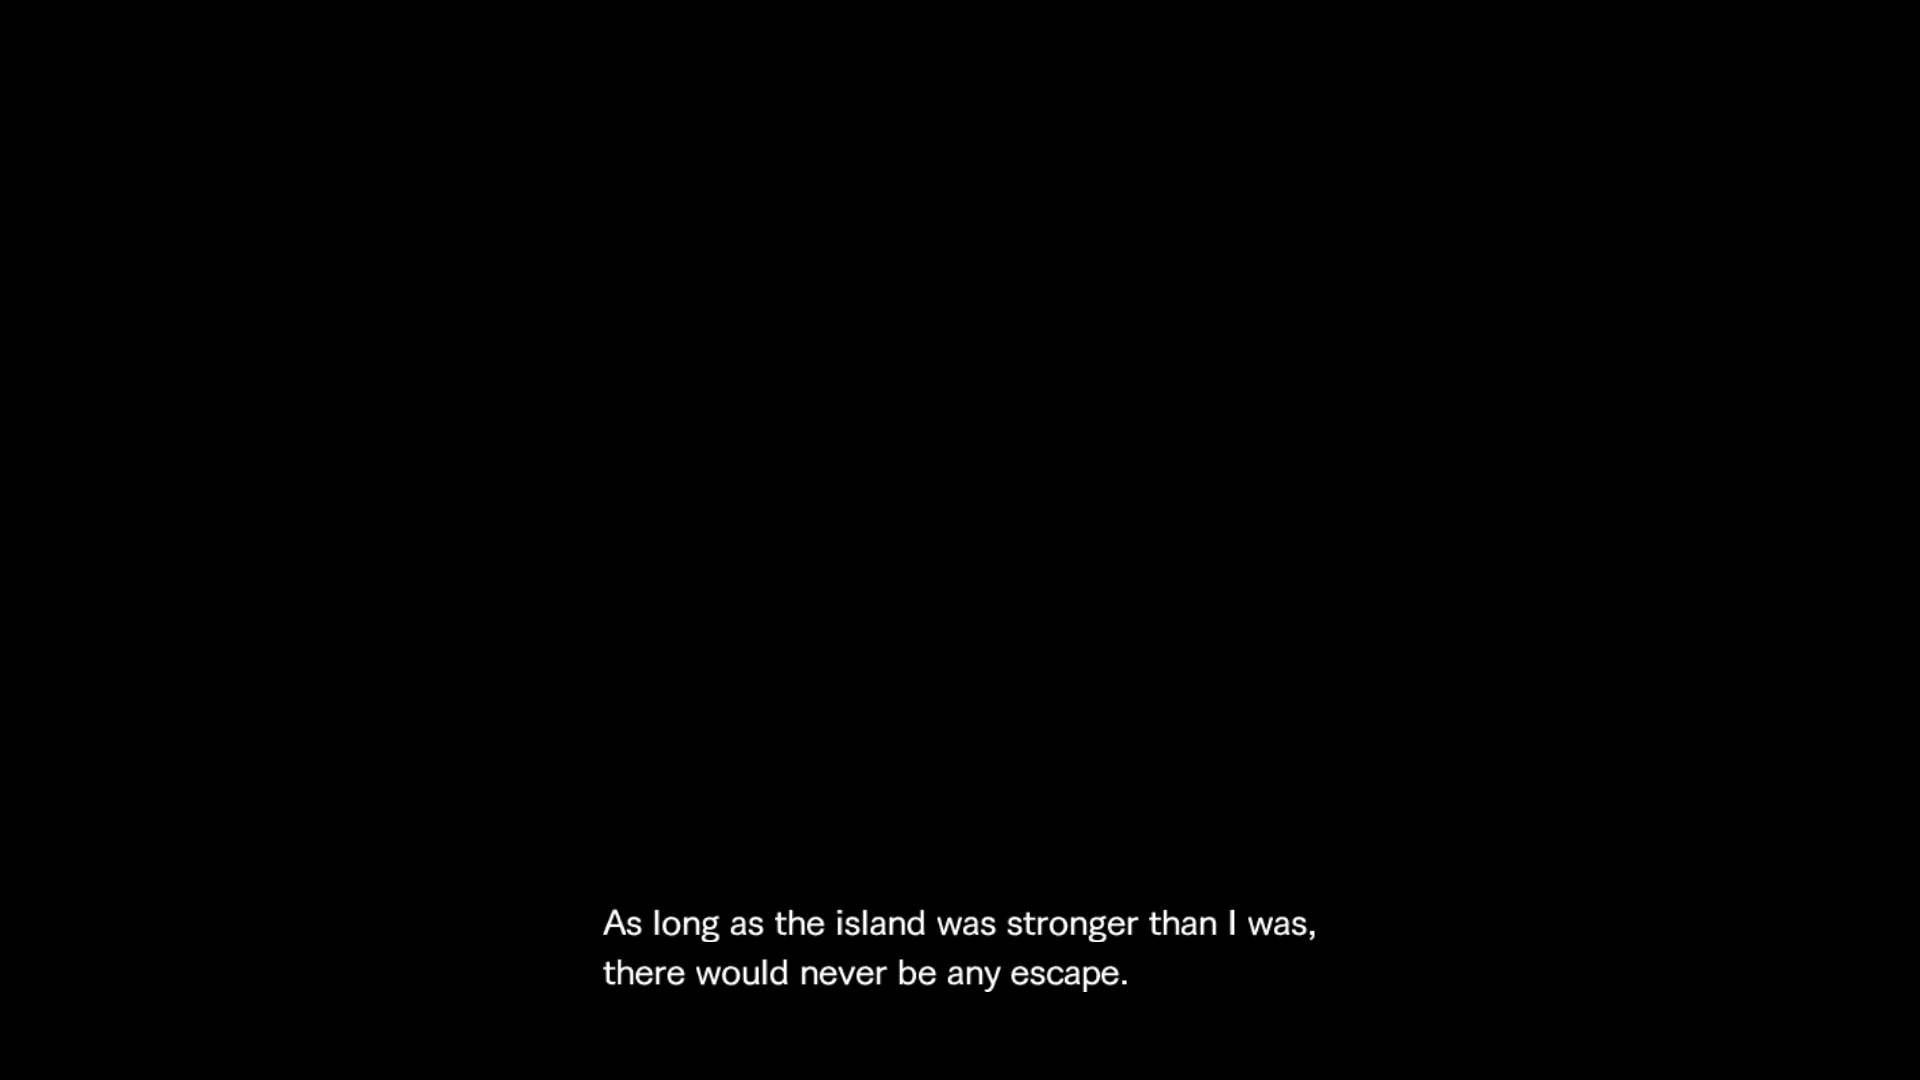 As long as the island was stronger than I was,
there would never be any escape.